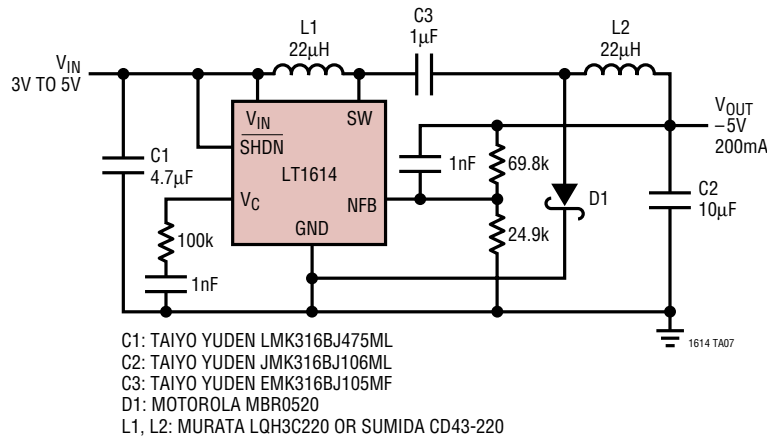 L1
22µH
C3
1µF
L2
22µH
VIN
3V TO 5V
VOUT
–5V
200mA
C1
4.7µF
VIN
SW
SHDN
LT1614
VC
NFB
GND
1nF
69.8k
24.9k
D1
C2
10µF
100k
1nF
1614 TA07
C1: TAIYO YUDEN LMK316BJ475ML
C2: TAIYO YUDEN JMK316BJ106ML
C3: TAIYO YUDEN EMK316BJ105MF
D1: MOTOROLA MBR0520
L1, L2: MURATA LQH3C220 OR SUMIDA CD43-220